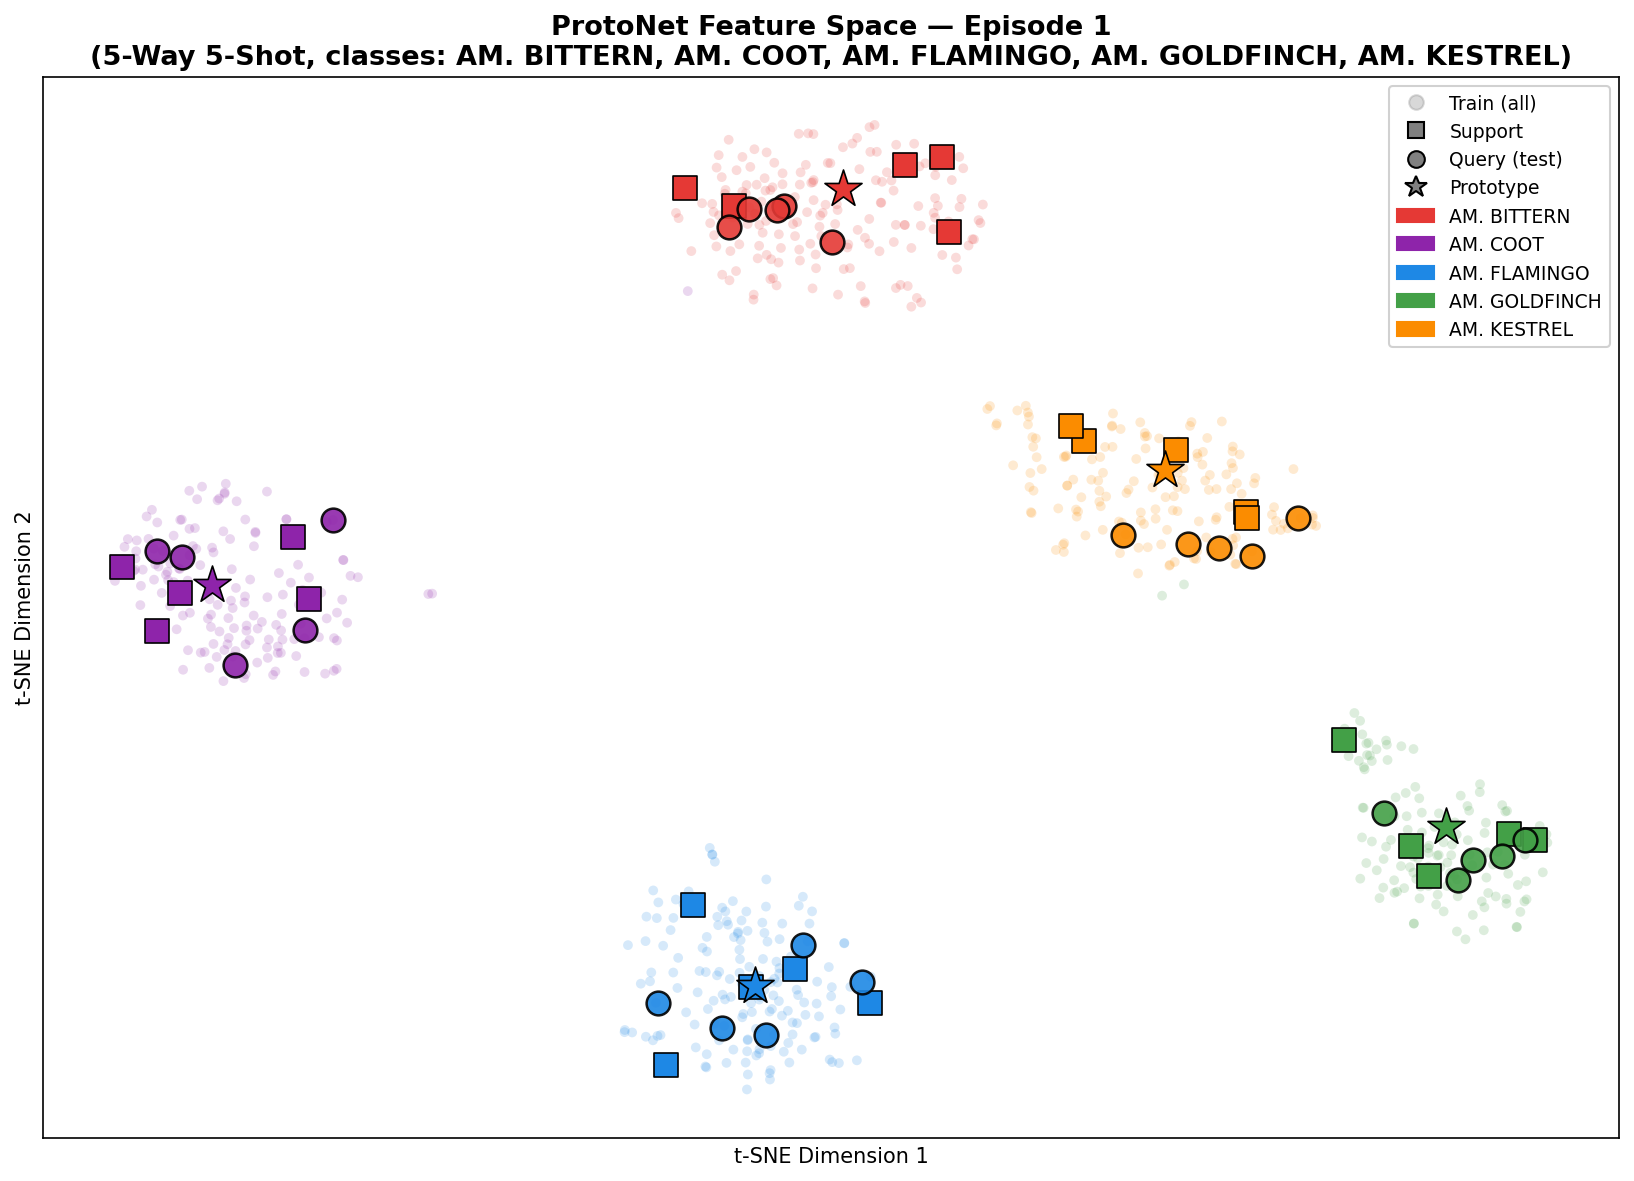 ProtoNet Feature Space — Episode 1
(5-Way 5-Shot, classes: AM. BITTERN, AM. COOT, AM. FLAMINGO, AM. GOLDFINCH, AM. KESTREL)
Train (all)
Support
Query (test)
Prototype
AM. BITTERN
AM. COOT
AM. FLAMINGO
AM. GOLDFINCH
AM. KESTREL
t-SNE Dimension 2
t-SNE Dimension 1